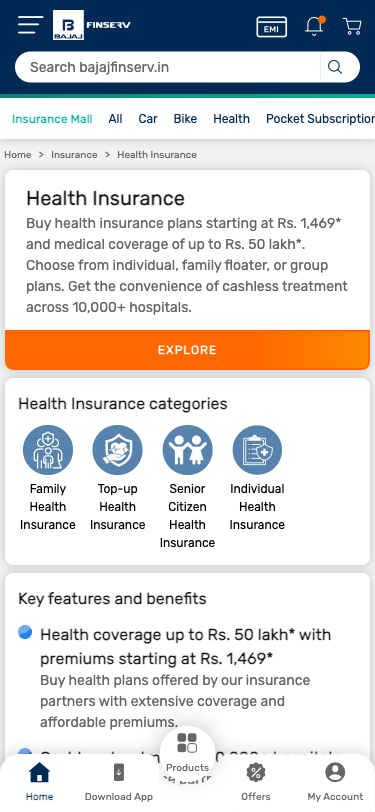 B
BAJAJ
FINSERV
EMI
Search bajajfinserv.in
Insurance Mall All Car Bike Health Pocket Subscription
Home > Insurance > Health Insurance
Health Insurance
Buy health insurance plans starting at Rs. 1,469*
and medical coverage of up to Rs. 50 lakh*.
Choose from individual, family floater, or group
plans. Get the convenience of cashless treatment
across 10,000+ hospitals.
EXPLORE
Health Insurance categories
Family
Health
Insurance
Top-up
Health
Insurance
Senior
Citizen
Health
Insurance
Individual
Health
Insurance
Key features and benefits
Health coverage up to Rs. 50 lakh* with
premiums starting at Rs. 1,469*
Buy health plans offered by our insurance
partners with extensive coverage and
affordable premiums.
Products
Home
Download App
Offers
My Account